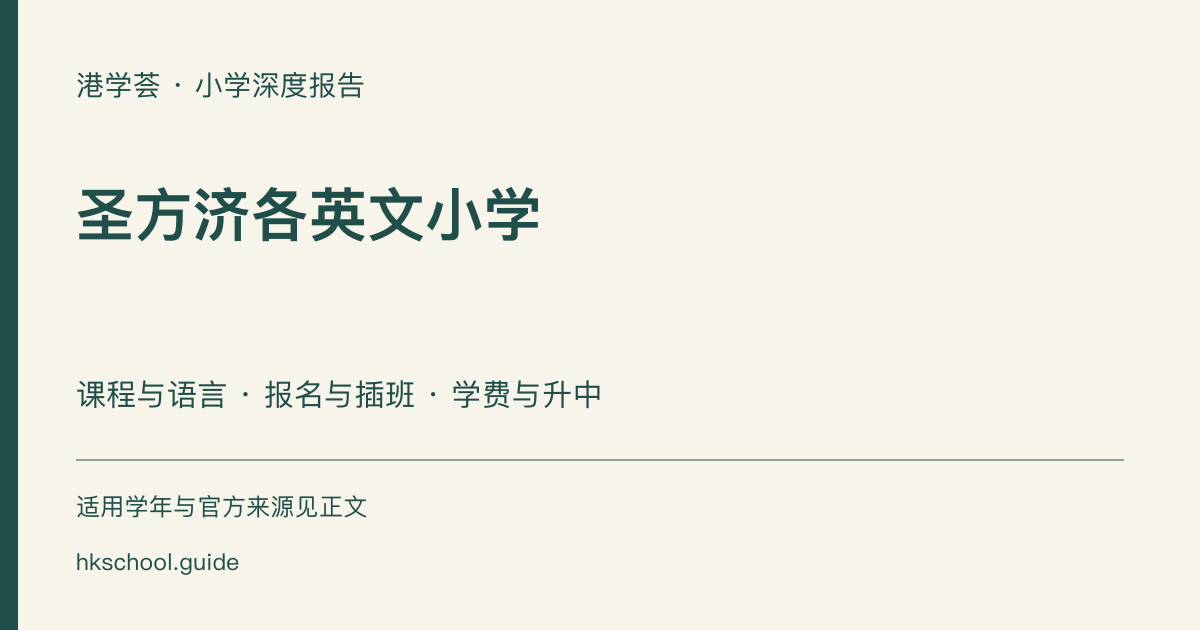 港学荟 · 小学深度报告
圣方济各英文小学
课程与语言 · 报名与插班 · 学费与升中
适用学年与官方来源见正文
hkschool.guide